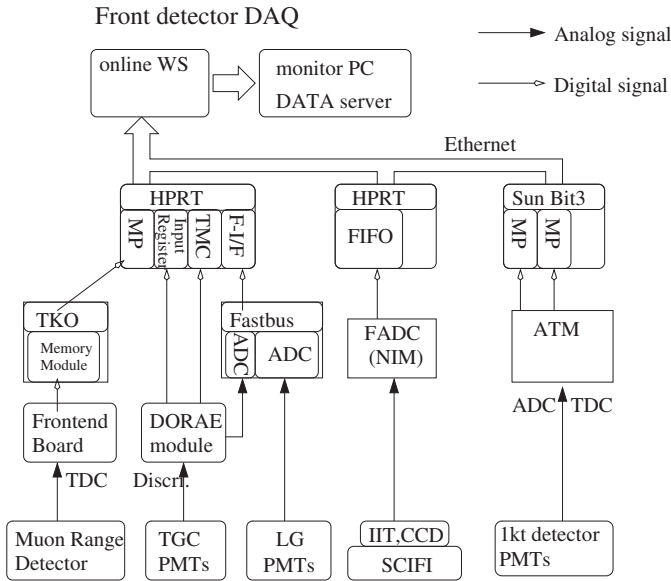 Front detector DAQ
Analog signal
Digital signal
online WS
monitor PC
DATA server
Ethernet
HPRT
MP
Input
Register
TMC
F-I/F
HPRT
FIFO
Sun Bit3
MP
MP
TKO
Memory
Module
Fastbus
ADC
ADC
FADC
(NIM)
ATM
Frontend
Board
DORAE
module
ADC
TDC
TDC
Discri.
Muon Range
Detector
TGC
PMTs
LG
PMTs
IIT,CCD
SCIFI
1kt detector
PMTs